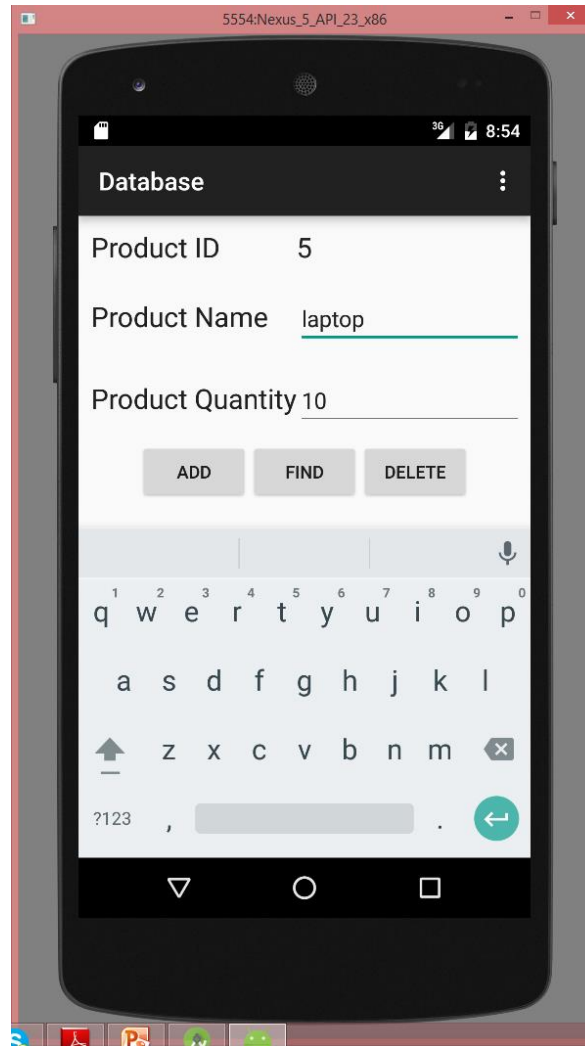 5554:Nexus_5_API_23_x86
3G 8:54
Database
Product ID 5
Product Name laptop
Product Quantity 10
ADD FIND DELETE
1 2 3 4 5 6 7 8 9 0
q w e r t y u i o p
a s d f g h j k l
z x c v b n m
?123 , .